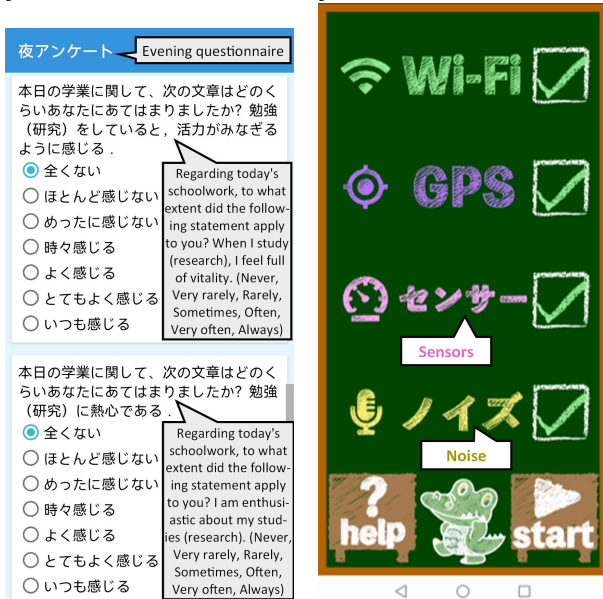 夜アンケート
Evening questionnaire
本日の学業に関して、次の文章はどのく
らいあなたにあてはまりましたか？勉強
（研究）をしていると，活力がみなぎる
ように感じる．
全くない
ほとんど感じない
めったに感じない
時々感じる
よく感じる
とてもよく感じる
いつも感じる
Regarding today's
schoolwork, to what
extent did the follow-
ing statement apply
to you? When I study
(research), I feel full
of vitality. (Never,
Very rarely, Rarely,
Sometimes, Often,
Very often, Always)
本日の学業に関して、次の文章はどのく
らいあなたにあてはまりましたか？勉強
（研究）に熱心である．
全くない
ほとんど感じない
めったに感じない
時々感じる
よく感じる
とてもよく感じる
いつも感じる
Regarding today's
schoolwork, to what
extent did the follow-
ing statement apply
to you? I am enthusi-
astic about my stud-
ies (research). (Never,
Very rarely, Rarely,
Sometimes, Often,
Very often, Always)
Wi-Fi
GPS
センサー
Sensors
ノイズ
Noise
?
help
start